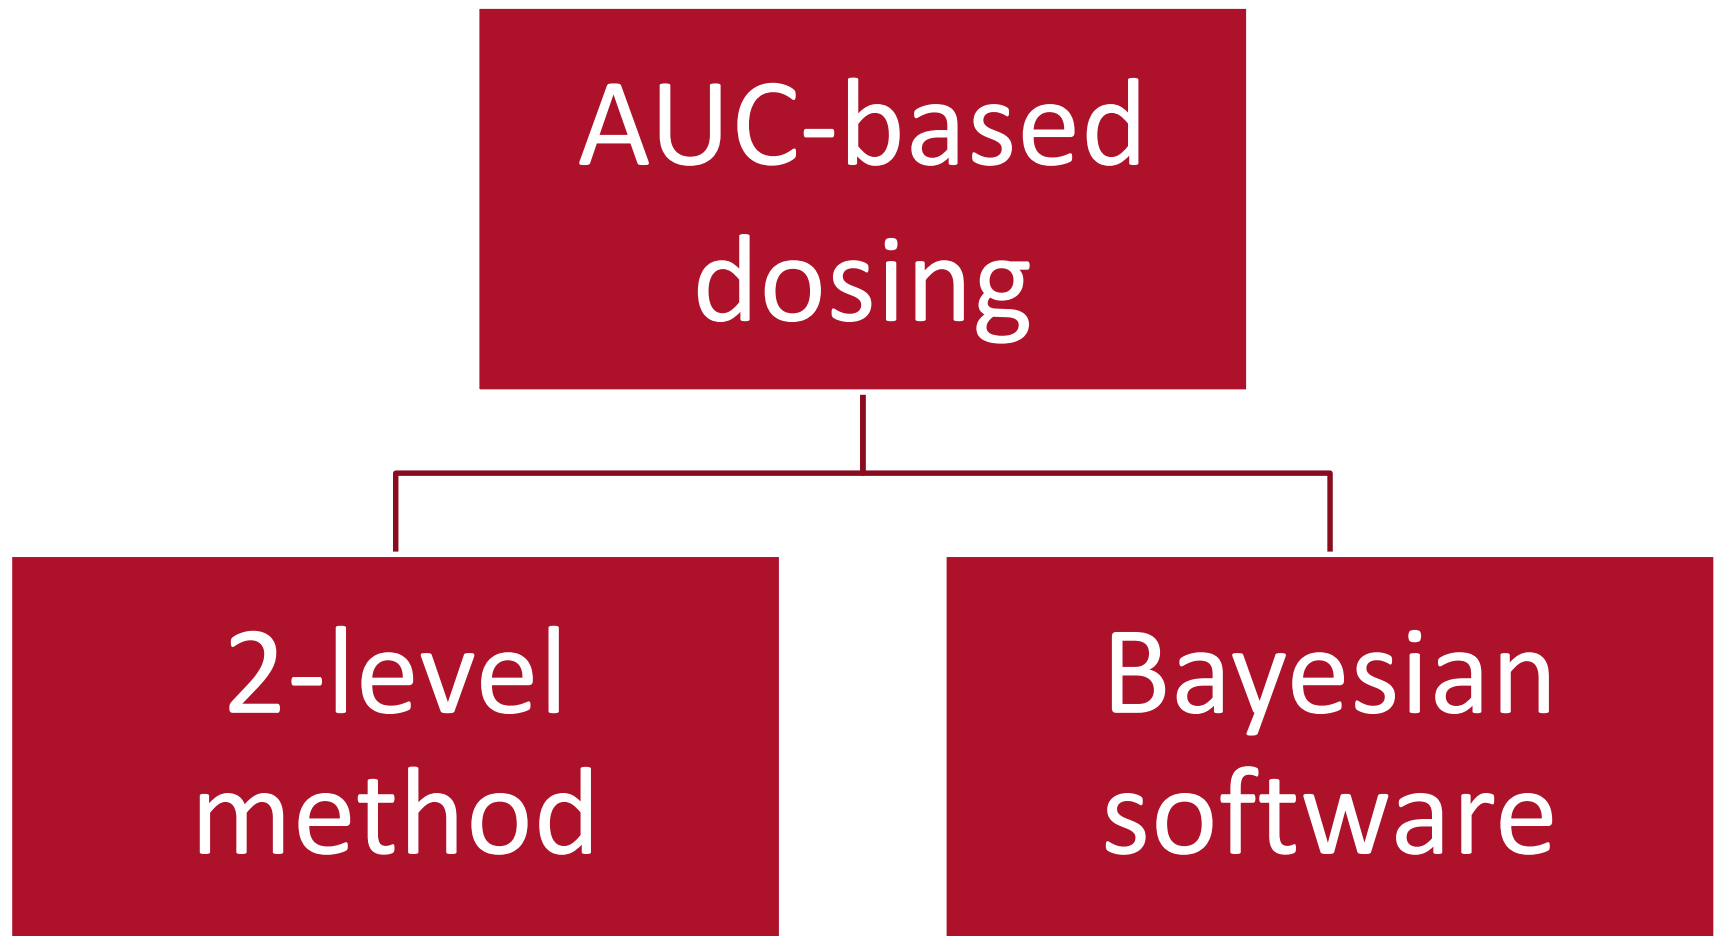 AUC-based
dosing
2-level
method
Bayesian
software